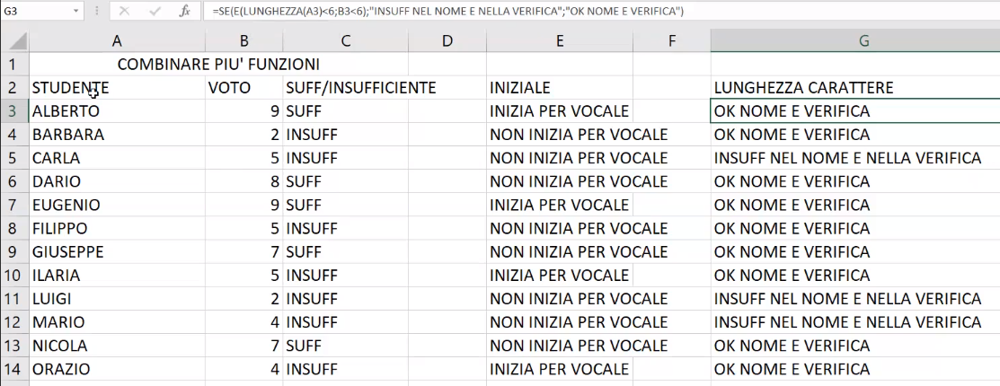 G3 fx =SE(E(LUNGHEZZA(A3)<6;B3<6);"INSUFF NEL NOME E NELLA VERIFICA";"OK NOME E VERIFICA")
A B C D E F G
1 COMBINARE PIU' FUNZIONI
2 STUDENTE VOTO SUFF/INSUFFICIENTE INIZIALE LUNGHEZZA CARATTERE
3 ALBERTO 9 SUFF INIZIA PER VOCALE OK NOME E VERIFICA
4 BARBARA 2 INSUFF NON INIZIA PER VOCALE OK NOME E VERIFICA
5 CARLA 5 INSUFF NON INIZIA PER VOCALE INSUFF NEL NOME E NELLA VERIFICA
6 DARIO 8 SUFF NON INIZIA PER VOCALE OK NOME E VERIFICA
7 EUGENIO 9 SUFF INIZIA PER VOCALE OK NOME E VERIFICA
8 FILIPPO 5 INSUFF NON INIZIA PER VOCALE OK NOME E VERIFICA
9 GIUSEPPE 7 SUFF NON INIZIA PER VOCALE OK NOME E VERIFICA
10 ILARIA 5 INSUFF INIZIA PER VOCALE OK NOME E VERIFICA
11 LUIGI 2 INSUFF NON INIZIA PER VOCALE INSUFF NEL NOME E NELLA VERIFICA
12 MARIO 4 INSUFF NON INIZIA PER VOCALE INSUFF NEL NOME E NELLA VERIFICA
13 NICOLA 7 SUFF NON INIZIA PER VOCALE OK NOME E VERIFICA
14 ORAZIO 4 INSUFF INIZIA PER VOCALE OK NOME E VERIFICA